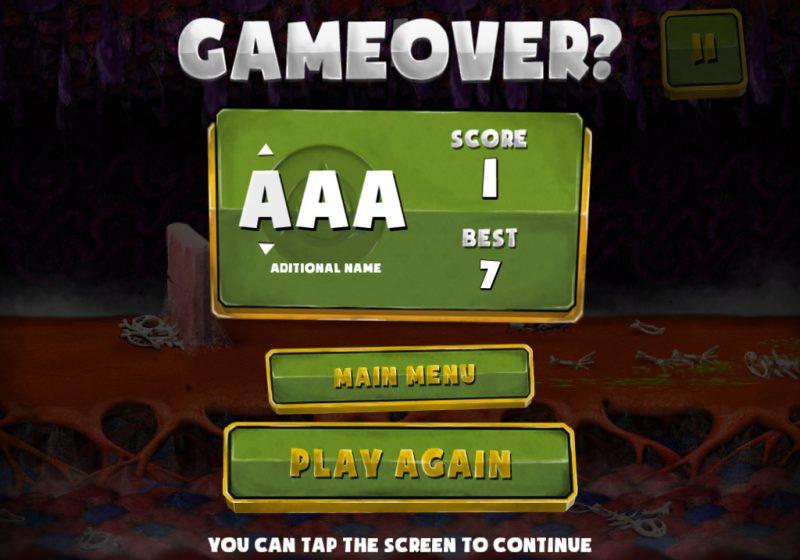 GAMEOVER?
AAA
ADITIONAL NAME
SCORE
1
BEST
7
MAIN MENU
PLAY AGAIN
YOU CAN TAP THE SCREEN TO CONTINUE